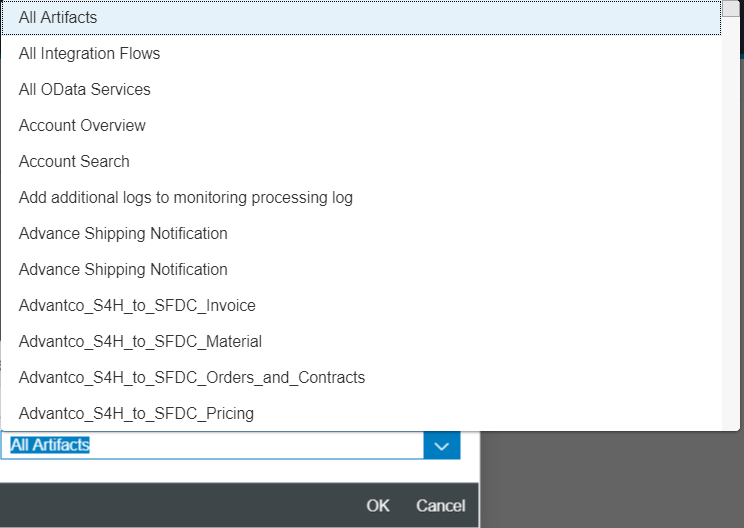 All Artifacts
All Integration Flows
All OData Services
Account Overview
Account Search
Add additional logs to monitoring processing log
Advance Shipping Notification
Advance Shipping Notification
Advantco_S4H_to_SFDC_Invoice
Advantco_S4H_to_SFDC_Material
Advantco_S4H_to_SFDC_Orders_and_Contracts
Advantco_S4H_to_SFDC_Pricing
All Artifacts
OK Cancel